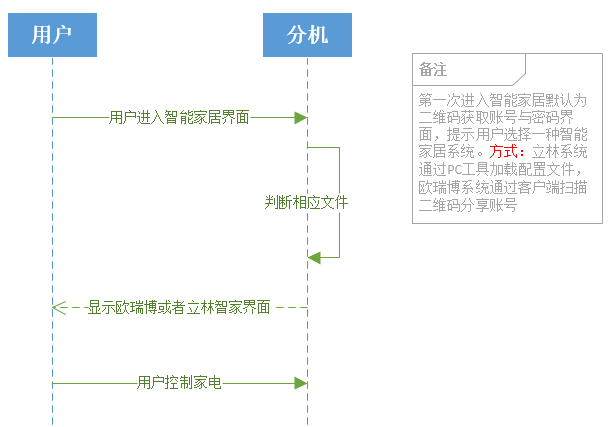 用户
分机
备注
第一次进入智能家居默认为
二维码获取账号与密码界
面，提示用户选择一种智能
家居系统。方式：立林系统
通过PC工具加载配置文件，
欧瑞博系统通过客户端扫描
二维码分享账号
用户进入智能家居界面
判断相应文件
显示欧瑞博或者立林智家界面
用户控制家电